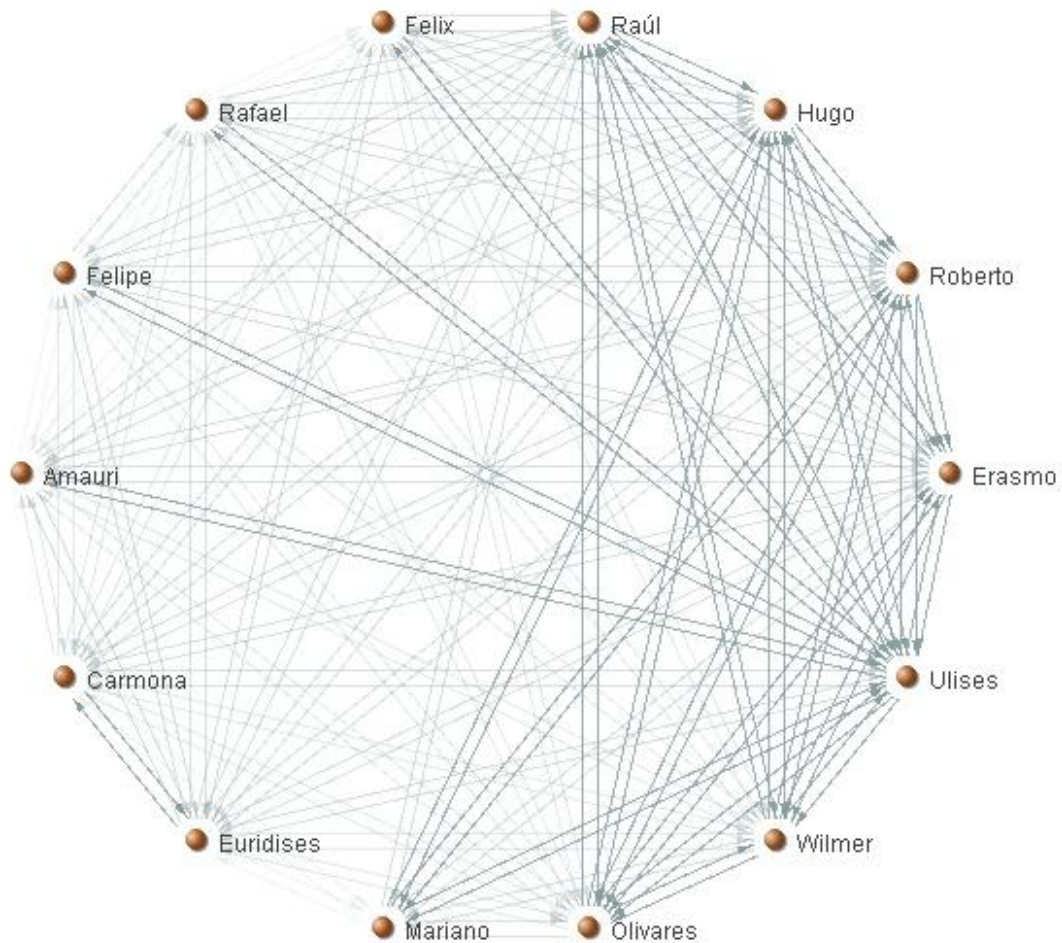 Felix
Raúl
Rafael
Hugo
Felipe
Roberto
Amauri
Erasmo
Carmona
Ulises
Euridises
Wilmer
Mariano
Olivares